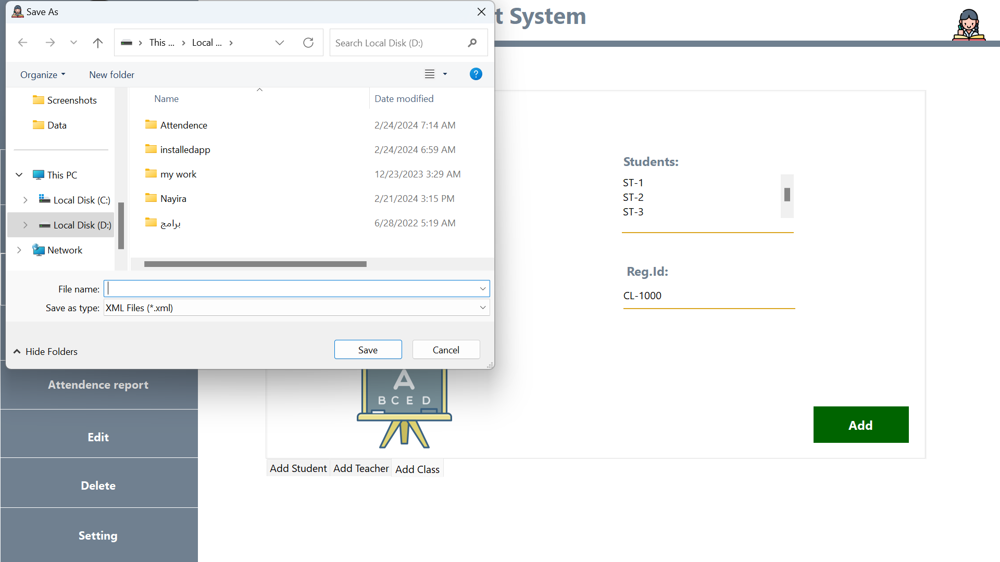 Save As
This ...
Local ...
Search Local Disk (D:)
Organize
New folder
?
Screenshots
Data
This PC
Local Disk (C:)
Local Disk (D:)
Network
Name
Date modified
Attendence
2/24/2024 7:14 AM
installedapp
2/24/2024 6:59 AM
my work
12/23/2023 3:29 AM
Nayira
2/21/2024 3:15 PM
برامج
6/28/2022 5:19 AM
File name:
Save as type:
XML Files (*.xml)
Hide Folders
Save
Cancel
t System
Students:
ST-1
ST-2
ST-3
Reg.Id:
CL-1000
A
B C E D
Add
Add Student
Add Teacher
Add Class
Attendence report
Edit
Delete
Setting